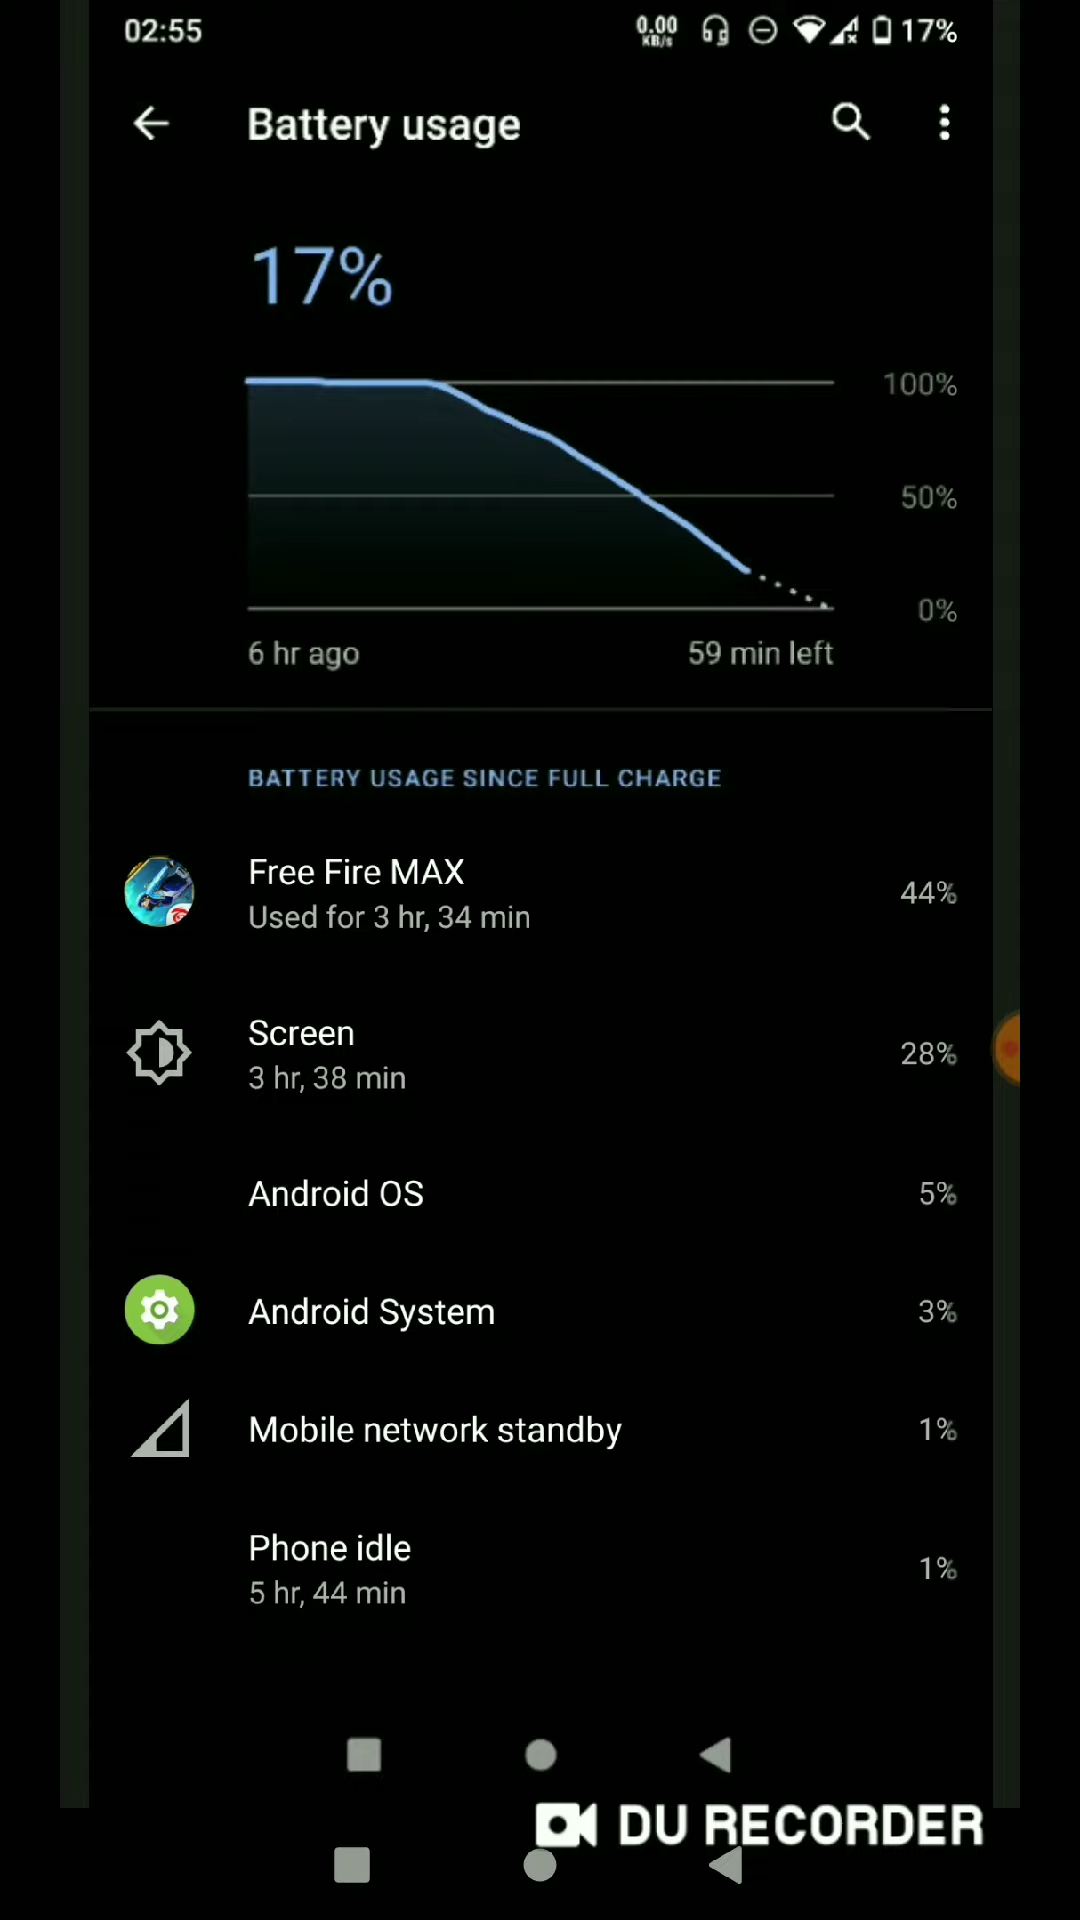 02:55
0.00 KB/s
17%
Battery usage
17%
100%
50%
0%
6 hr ago
59 min left
BATTERY USAGE SINCE FULL CHARGE
Free Fire MAX
44%
Used for 3 hr, 34 min
Screen
28%
3 hr, 38 min
Android OS
5%
Android System
3%
Mobile network standby
1%
Phone idle
1%
5 hr, 44 min
DU RECORDER